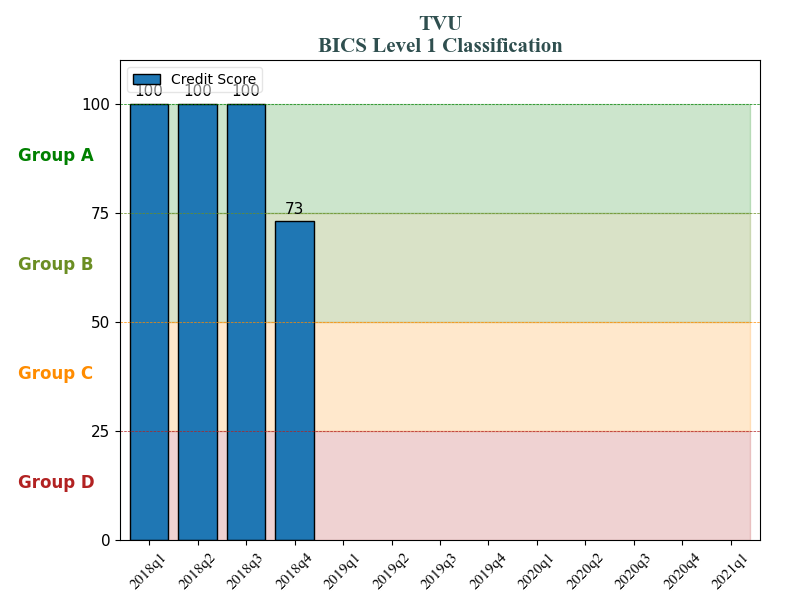 TVU
BICS Level 1 Classification
Credit Score
100 100 100
73
100
Group A
75
Group B
50
Group C
25
Group D
0
2018q1 2018q2 2018q3 2018q4 2019q1 2019q2 2019q3 2019q4 2020q1 2020q2 2020q3 2020q4 2021q1